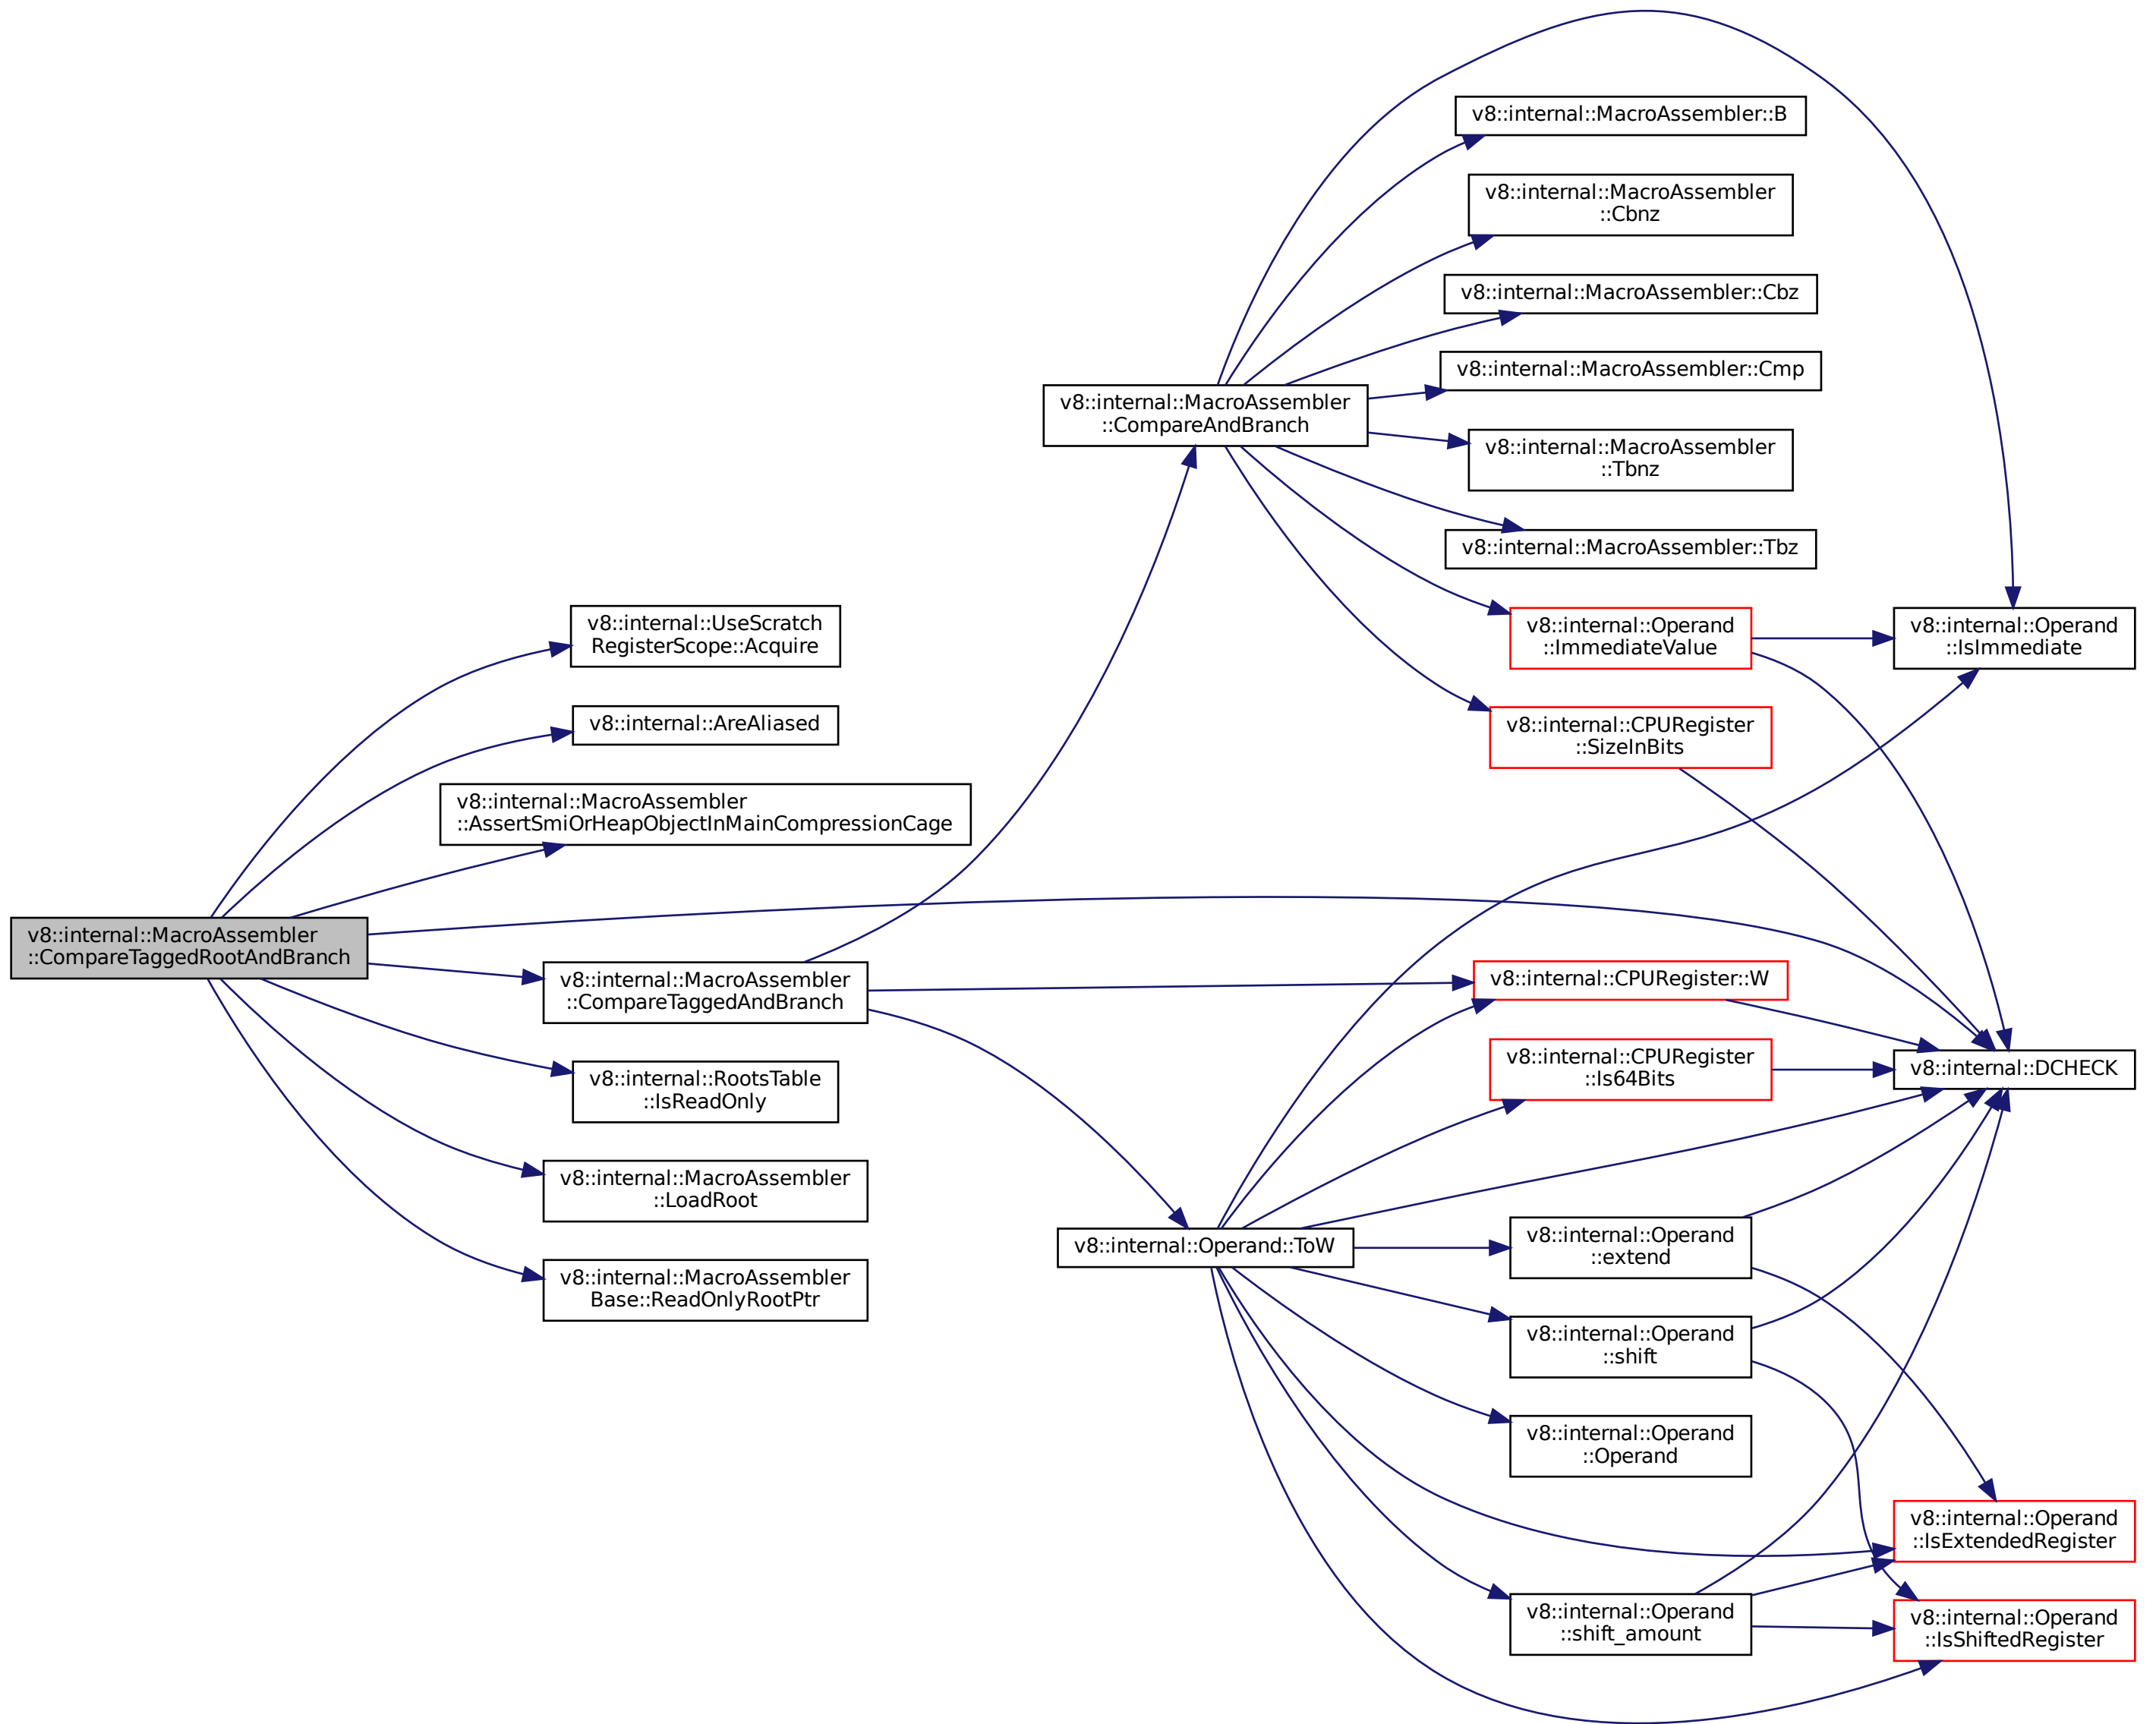 v8::internal::MacroAssembler
::CompareTaggedRootAndBranch
v8::internal::UseScratch
RegisterScope::Acquire
v8::internal::AreAliased
v8::internal::MacroAssembler
::AssertSmiOrHeapObjectInMainCompressionCage
v8::internal::MacroAssembler
::CompareTaggedAndBranch
v8::internal::RootsTable
::IsReadOnly
v8::internal::MacroAssembler
::LoadRoot
v8::internal::MacroAssembler
Base::ReadOnlyRootPtr
v8::internal::MacroAssembler
::CompareAndBranch
v8::internal::Operand::ToW
v8::internal::MacroAssembler::B
v8::internal::MacroAssembler
::Cbnz
v8::internal::MacroAssembler::Cbz
v8::internal::MacroAssembler::Cmp
v8::internal::MacroAssembler
::Tbnz
v8::internal::MacroAssembler::Tbz
v8::internal::Operand
::ImmediateValue
v8::internal::CPURegister
::SizeInBits
v8::internal::CPURegister::W
v8::internal::CPURegister
::Is64Bits
v8::internal::Operand
::extend
v8::internal::Operand
::shift
v8::internal::Operand
::Operand
v8::internal::Operand
::shift_amount
v8::internal::Operand
::IsImmediate
v8::internal::DCHECK
v8::internal::Operand
::IsExtendedRegister
v8::internal::Operand
::IsShiftedRegister